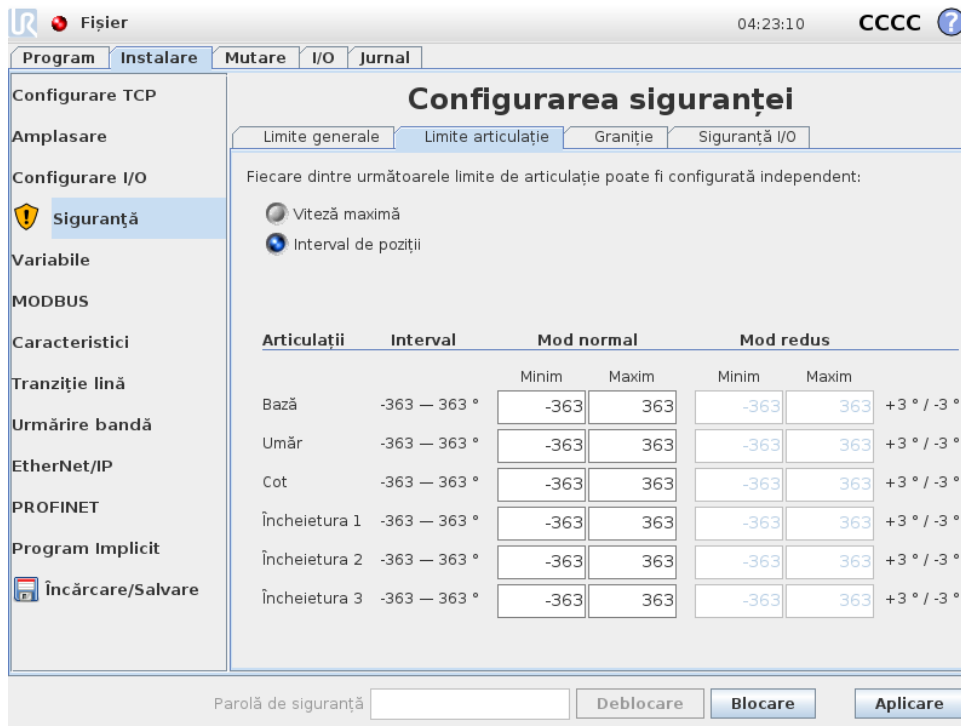 UR Fișier 04:23:10 CCCC ?
Program Instalare Mutare I/O Jurnal
Configurare TCP
Amplasare
Configurare I/O
Siguranță
Variabile
MODBUS
Caracteristici
Tranziție lină
Urmărire bandă
EtherNet/IP
PROFINET
Program Implicit
Încărcare/Salvare
Configurarea siguranței
Limite generale Limite articulație Graniție Siguranță I/O
Fiecare dintre următoarele limite de articulație poate fi configurată independent:
Viteză maximă
Interval de poziții
Articulații Interval Mod normal Mod redus
Minim Maxim Minim Maxim
Bază -363 — 363 ° -363 363 -363 363 +3 ° / -3 °
Umăr -363 — 363 ° -363 363 -363 363 +3 ° / -3 °
Cot -363 — 363 ° -363 363 -363 363 +3 ° / -3 °
Încheietura 1 -363 — 363 ° -363 363 -363 363 +3 ° / -3 °
Încheietura 2 -363 — 363 ° -363 363 -363 363 +3 ° / -3 °
Încheietura 3 -363 — 363 ° -363 363 -363 363 +3 ° / -3 °
Parolă de siguranță Deblocare Blocare Aplicare